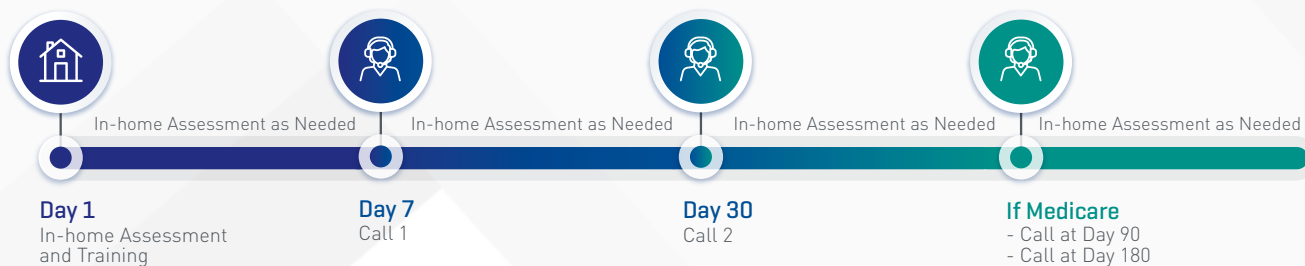 In-home Assessment as Needed
In-home Assessment as Needed
In-home Assessment as Needed
In-home Assessment as Needed
Day 1
In-home Assessment
and Training
Day 7
Call 1
Day 30
Call 2
If Medicare
- Call at Day 90
- Call at Day 180